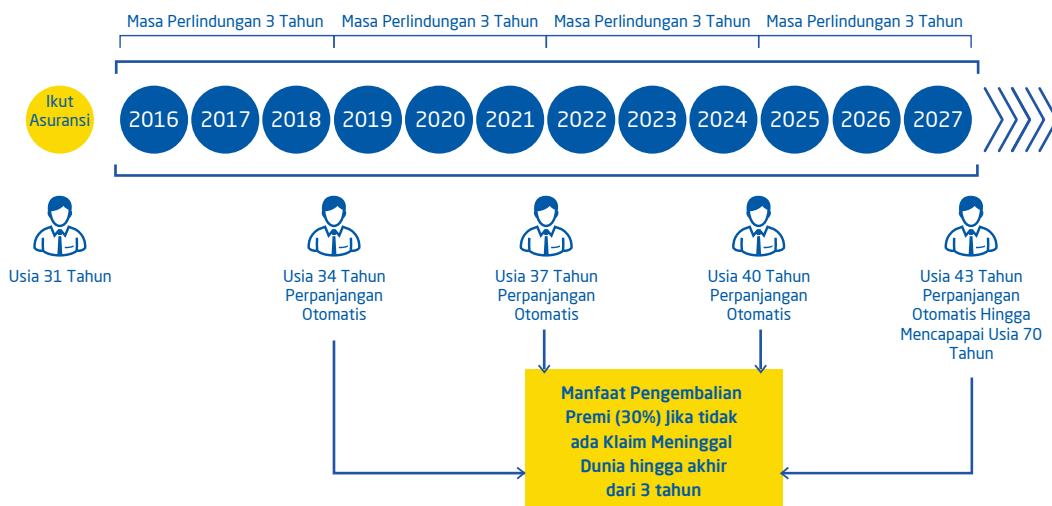 Masa Perlindungan 3 Tahun
Masa Perlindungan 3 Tahun
Masa Perlindungan 3 Tahun
Masa Perlindungan 3 Tahun
Ikut
Asuransi
2016
2017
2018
2019
2020
2021
2022
2023
2024
2025
2026
2027
Usia 31 Tahun
Usia 34 Tahun
Perpanjangan
Otomatis
Usia 37 Tahun
Perpanjangan
Otomatis
Usia 40 Tahun
Perpanjangan
Otomatis
Usia 43 Tahun
Perpanjangan
Otomatis Hingga
Mencapapai Usia 70
Tahun
Manfaat Pengembalian
Premi (30%) Jika tidak
ada Klaim Meninggal
Dunia hingga akhir
dari 3 tahun